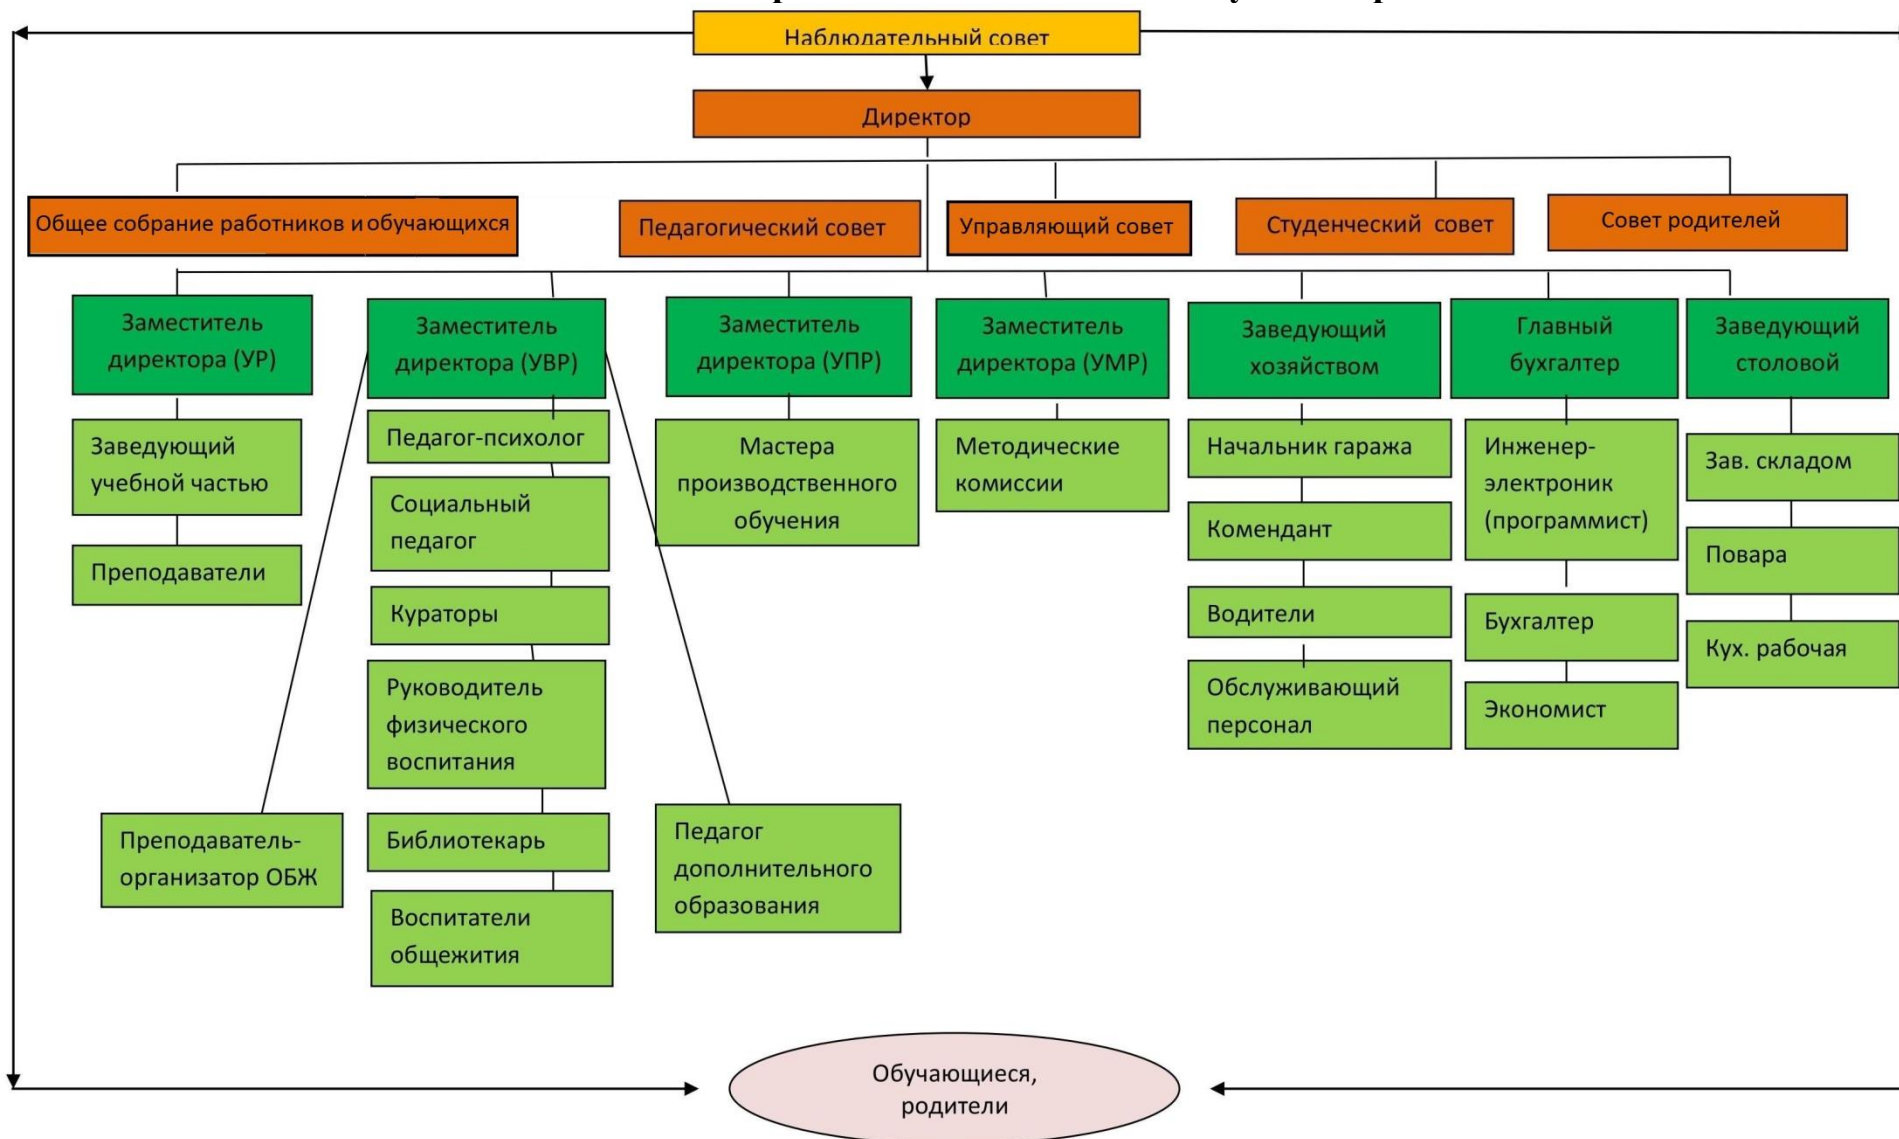 Наблюдательный совет
Директор
Общее собрание работников и обучающихся
Педагогический совет
Управляющий совет
Студенческий совет
Совет родителей
Заместитель
директора (УР)
Заместитель
директора (УВР)
Заместитель
директора (УПР)
Заместитель
директора (УМР)
Заведующий
хозяйством
Главный
бухгалтер
Заведующий
столовой
Заведующий
учебной частью
Преподаватели
Педагог-психолог
Социальный
педагог
Кураторы
Руководитель
физического
воспитания
Библиотекарь
Воспитатели
общежития
Преподаватель-
организатор ОБЖ
Педагог
дополнительного
образования
Мастера
производственного
обучения
Методические
комиссии
Начальник гаража
Комендант
Водители
Обслуживающий
персонал
Инженер-
электроник
(программист)
Бухгалтер
Экономист
Зав. складом
Повара
Кух. рабочая
Обучающиеся,
родители